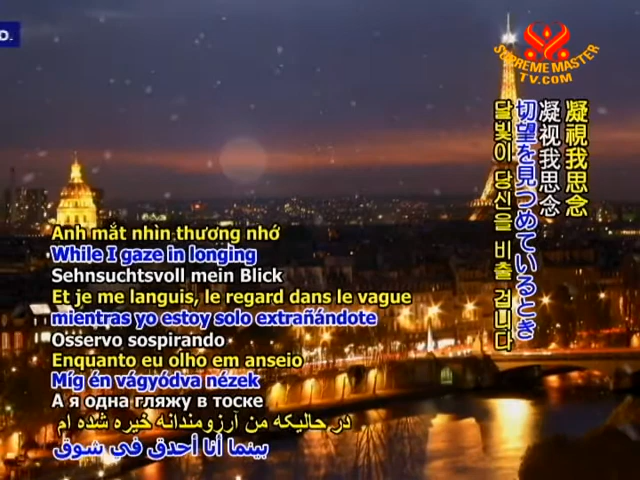 D.
SUPREME MASTER
TV.COM
凝視我思念
凝视我思念
切望を見つめているとき
달빛이 당신을 비출 겁니다
Anh mắt nhìn thương nhớ
While I gaze in longing
Sehnsuchtsvoll mein Blick
Et je me languis, le regard dans le vague
mientras yo estoy solo extrañándote
Osservo sospirando
Enquanto eu olho em anseio
Míg én vágyódva nézek
А я одна гляжу в тоске
در حالیکه من آرزومندانه خیره شده ام
بينما أنا أحدق في شوق